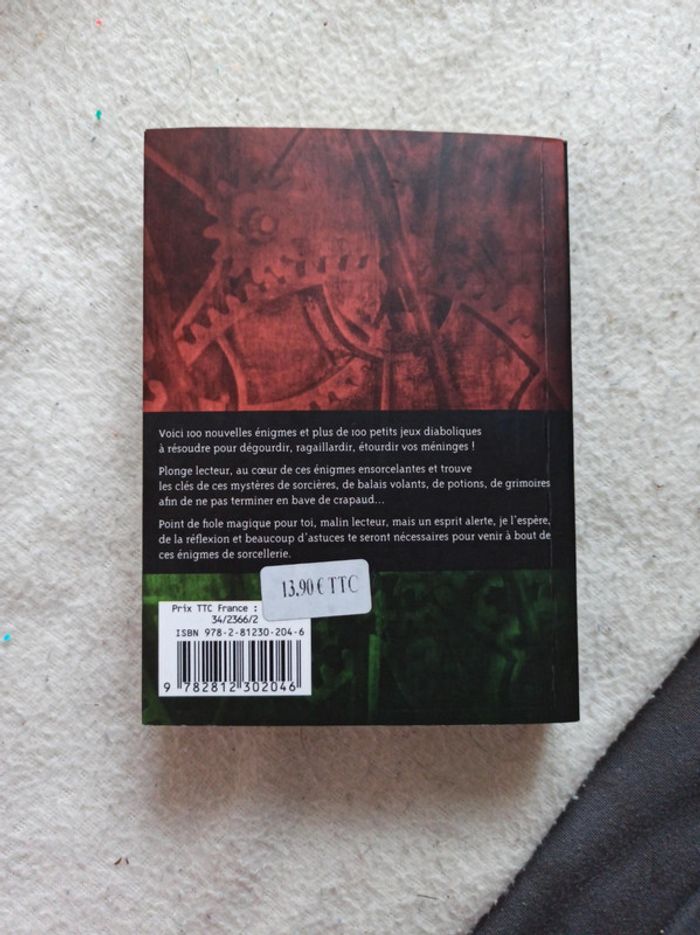 Voici 100 nouvelles énigmes et plus de 100 petits jeux diaboliques
à résoudre pour dégourdir, ragaillardir, étourdir vos méninges !
Plonge lecteur, au cœur de ces énigmes ensorcelantes et trouve
les clés de ces mystères de sorcières, de balais volants, de potions, de grimoires
afin de ne pas terminer en bave de crapaud...
Point de fiole magique pour toi, malin lecteur, mais un esprit alerte, je l'espère,
de la réflexion et beaucoup d'astuces te seront nécessaires pour venir à bout de
ces énigmes de sorcellerie.
13,90 € TTC
Prix TTC France :
34/2366/2
ISBN 978-2-81230-204-6
9 782812 302046